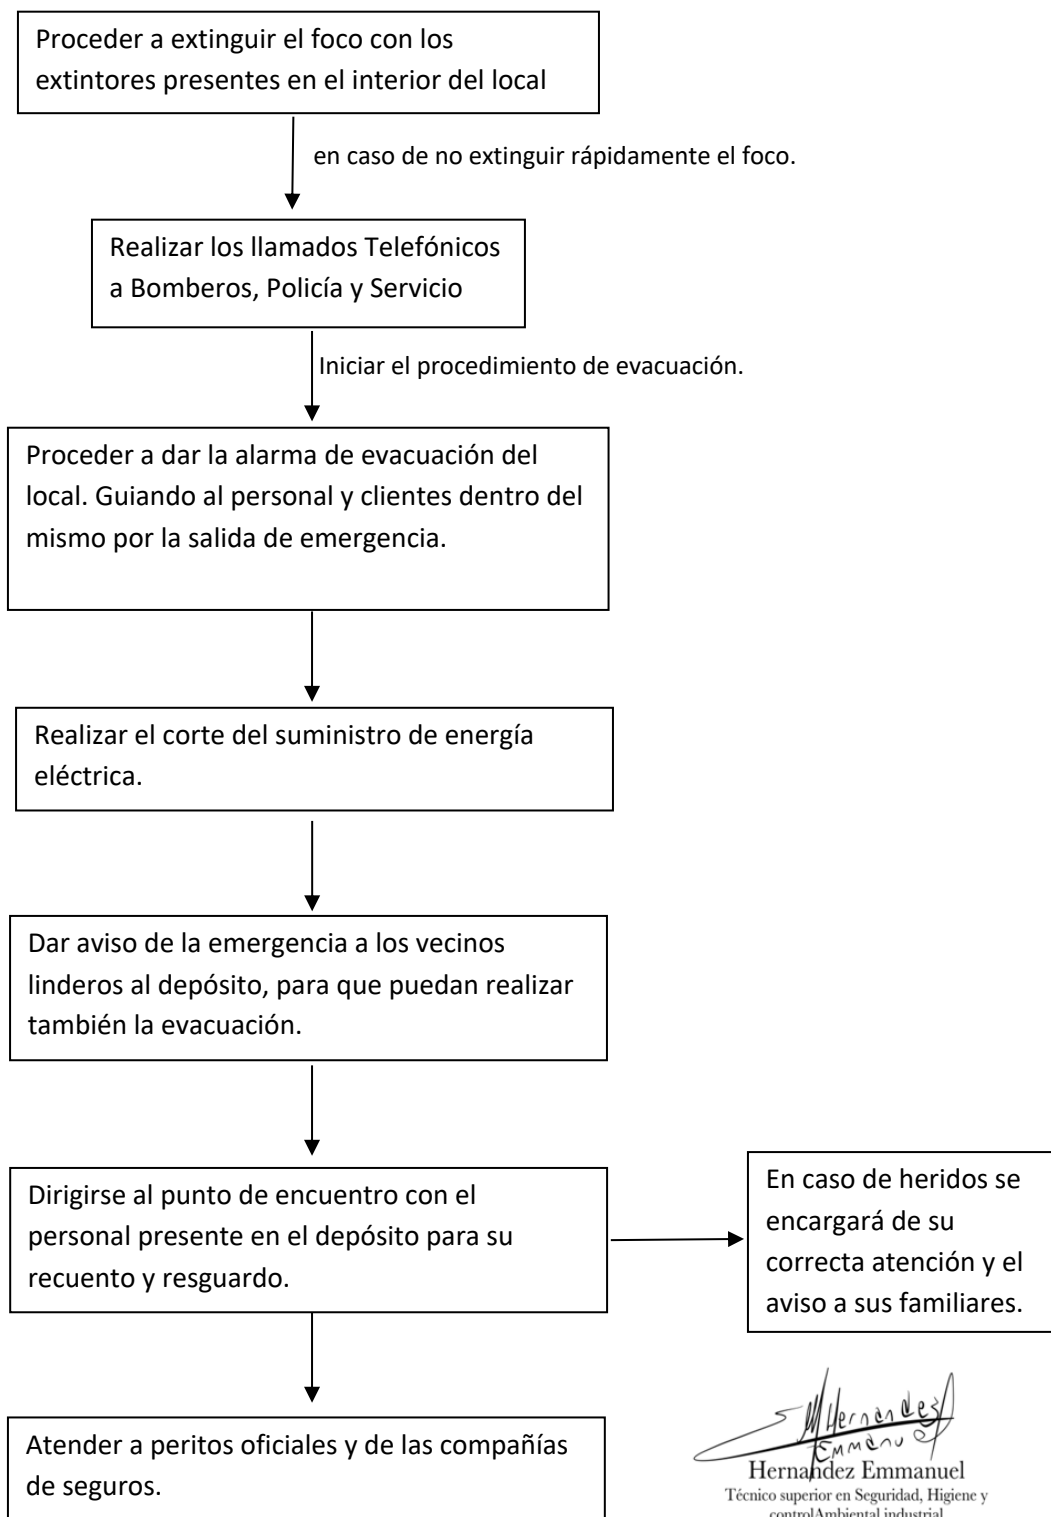 Proceder a extinguir el foco con los
extintores presentes en el interior del local
en caso de no extinguir rápidamente el foco.
Realizar los llamados Telefónicos
a Bomberos, Policía y Servicio
Iniciar el procedimiento de evacuación.
Proceder a dar la alarma de evacuación del
local. Guiando al personal y clientes dentro del
mismo por la salida de emergencia.
Realizar el corte del suministro de energía
eléctrica.
Dar aviso de la emergencia a los vecinos
linderos al depósito, para que puedan realizar
también la evacuación.
Dirigirse al punto de encuentro con el
personal presente en el depósito para su
recuento y resguardo.
En caso de heridos se
encargará de su
correcta atención y el
aviso a sus familiares.
Atender a peritos oficiales y de las compañías
de seguros.
Hernandez
Emmanuel
Hernandez Emmanuel
Técnico superior en Seguridad, Higiene y
controlAmbiental industrial